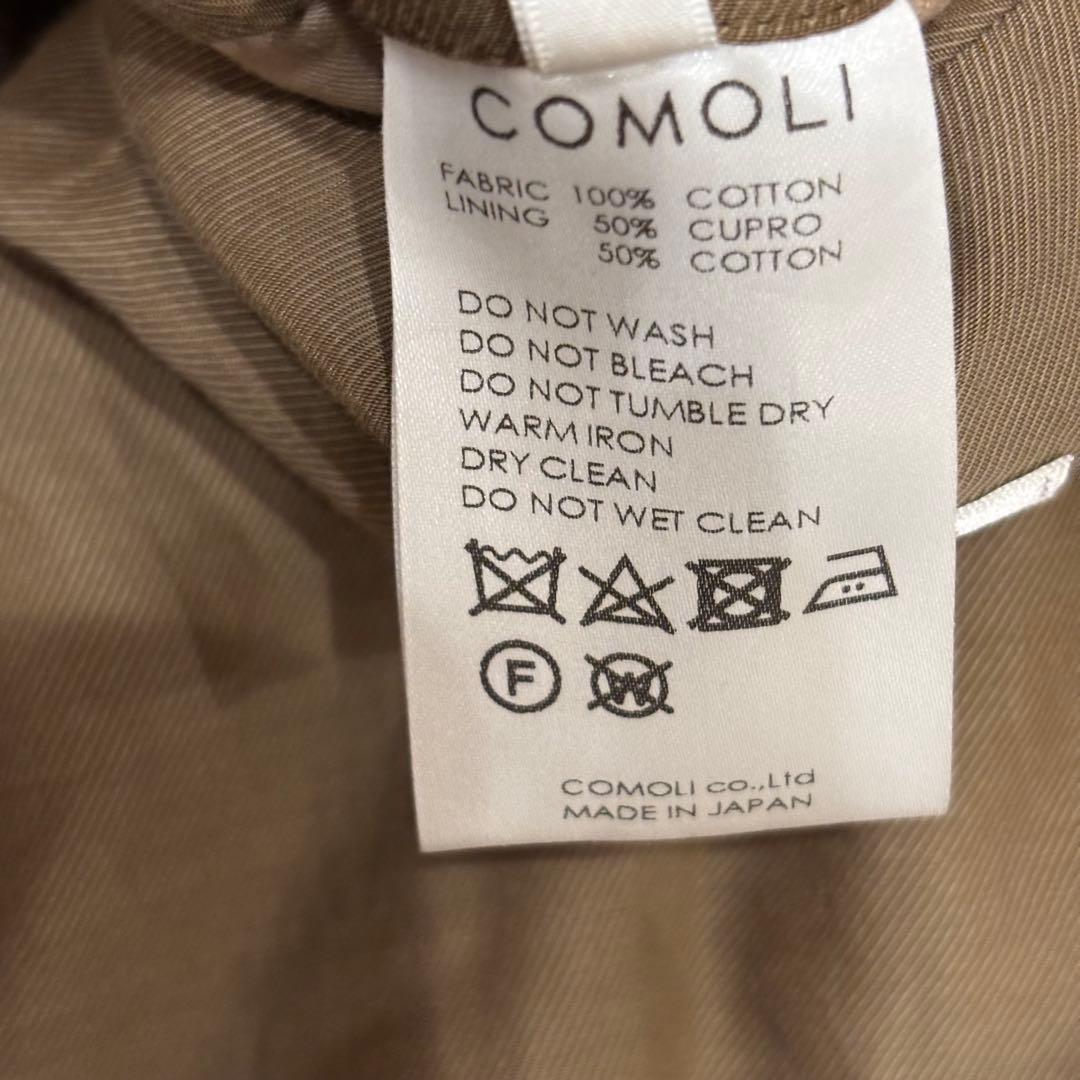 COMOLI
FABRIC 100% COTTON
LINING 50% CUPRO
50% COTTON
DO NOT WASH
DO NOT BLEACH
DO NOT TUMBLE DRY
WARM IRON
DRY CLEAN
DO NOT WET CLEAN
F W
COMOLI co.,Ltd
MADE IN JAPAN